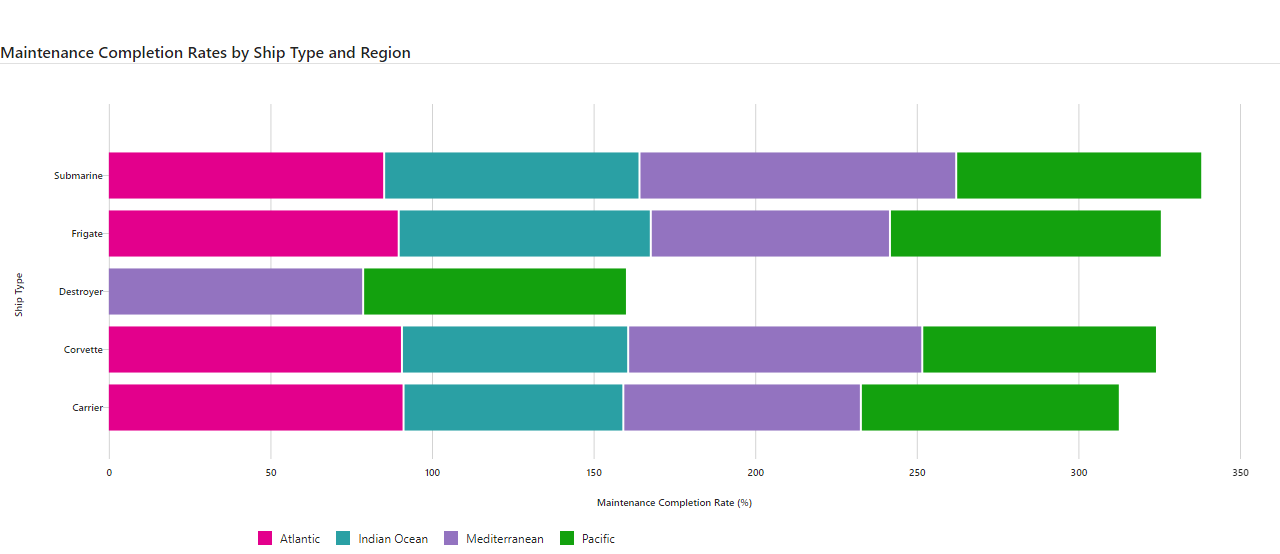 Maintenance Completion Rates by Ship Type and Region
Ship Type
Submarine
Frigate
Destroyer
Corvette
Carrier
0 50 100 150 200 250 300 350
Maintenance Completion Rate (%)
Atlantic Indian Ocean Mediterranean Pacific